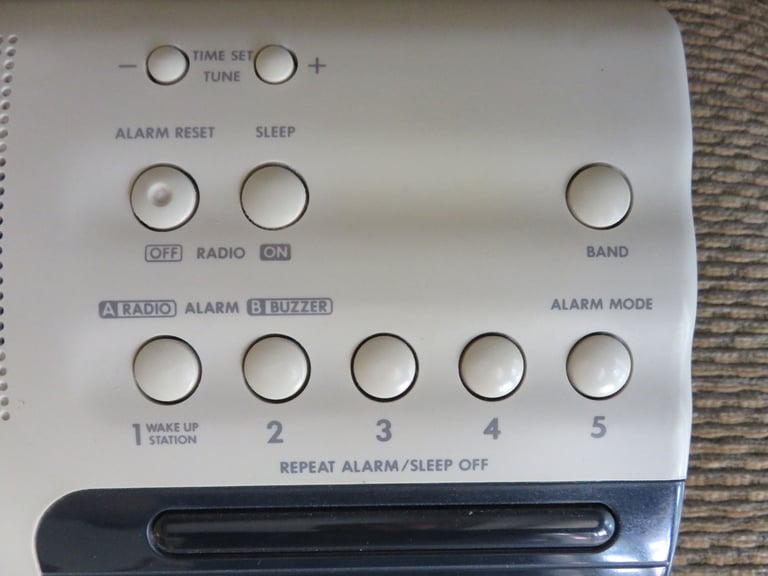 − TIME SET +
TUNE
ALARM RESET SLEEP
OFF RADIO ON BAND
A RADIO ALARM B BUZZER ALARM MODE
1 WAKE UP STATION 2 3 4 5
REPEAT ALARM/SLEEP OFF